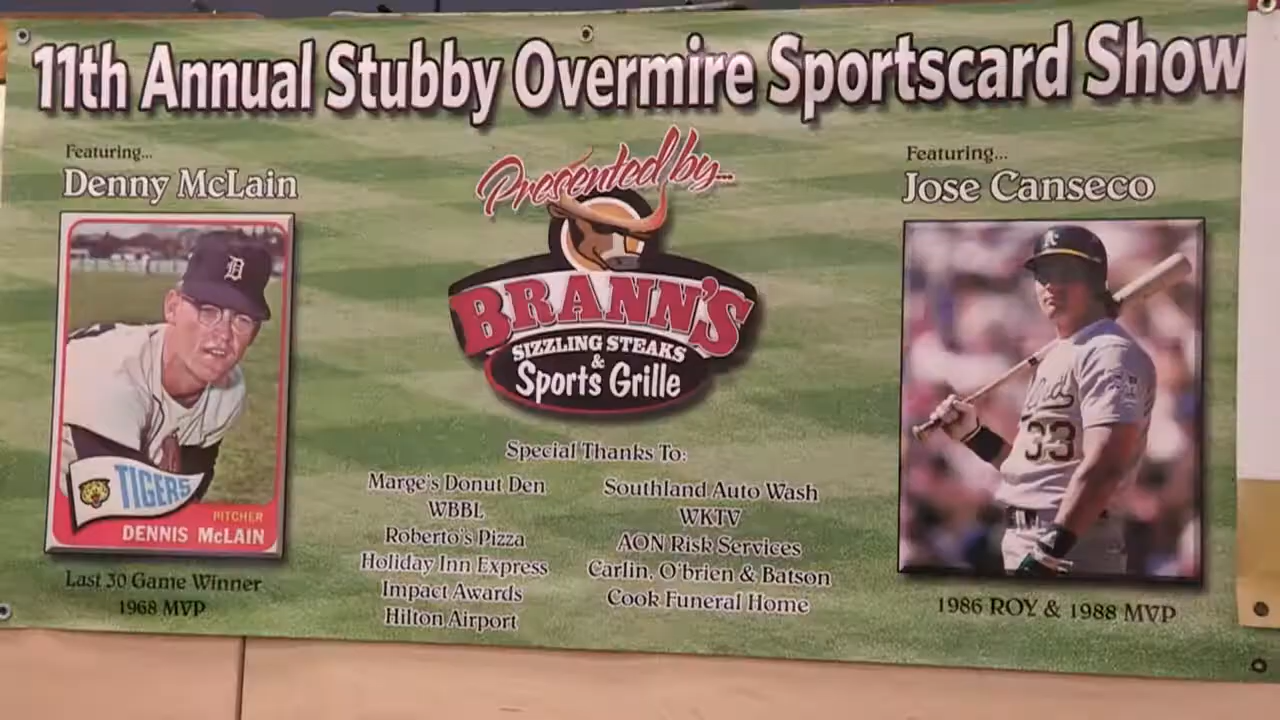 11th Annual Stubby Overmire Sportscard Show
Featuring...
Denny McLain
TIGERS
PITCHER
DENNIS McLAIN
Last 30 Game Winner
1968 MVP
Presented by...
BRANN'S
SIZZLING STEAKS
&
Sports Grille
Special Thanks To:
Marge's Donut Den
WBBL
Roberto's Pizza
Holiday Inn Express
Impact Awards
Hilton Airport
Southland Auto Wash
WKTV
AON Risk Services
Carlin, O'brien & Batson
Cook Funeral Home
Featuring...
Jose Canseco
33
1986 ROY & 1988 MVP